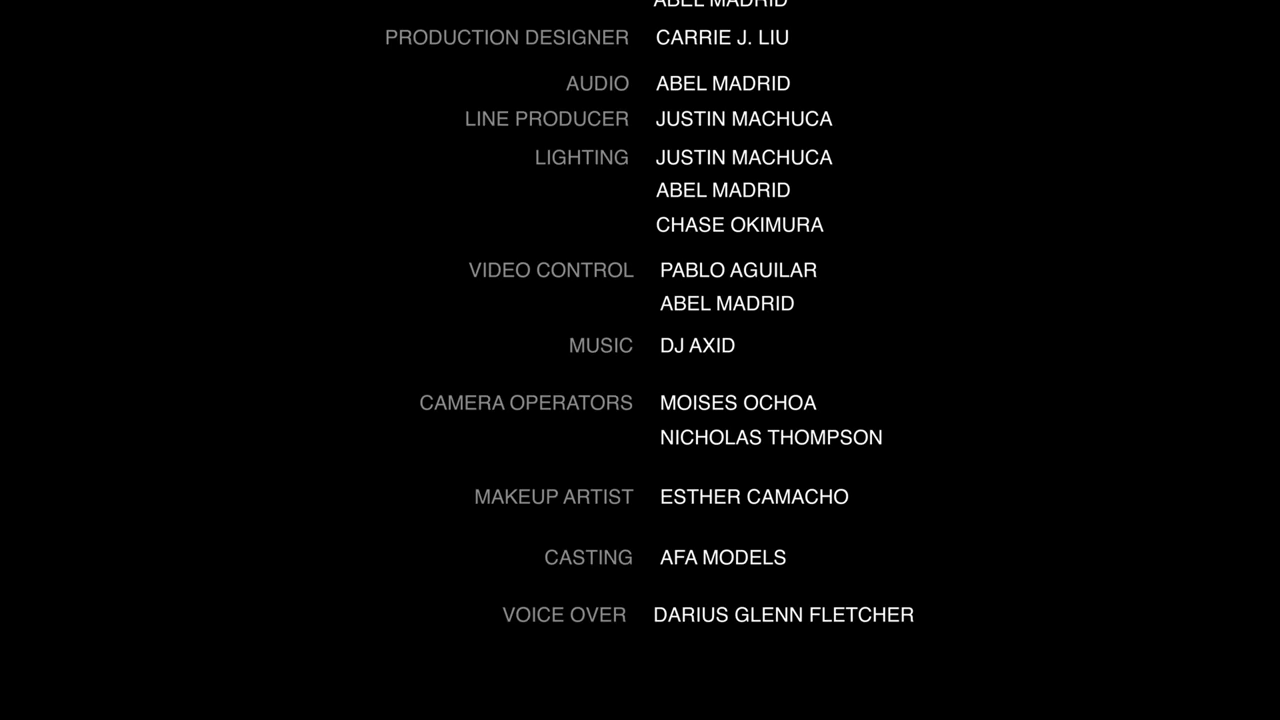 ABEL MADRID
PRODUCTION DESIGNER CARRIE J. LIU
AUDIO ABEL MADRID
LINE PRODUCER JUSTIN MACHUCA
LIGHTING JUSTIN MACHUCA
ABEL MADRID
CHASE OKIMURA
VIDEO CONTROL PABLO AGUILAR
ABEL MADRID
MUSIC DJ AXID
CAMERA OPERATORS MOISES OCHOA
NICHOLAS THOMPSON
MAKEUP ARTIST ESTHER CAMACHO
CASTING AFA MODELS
VOICE OVER DARIUS GLENN FLETCHER